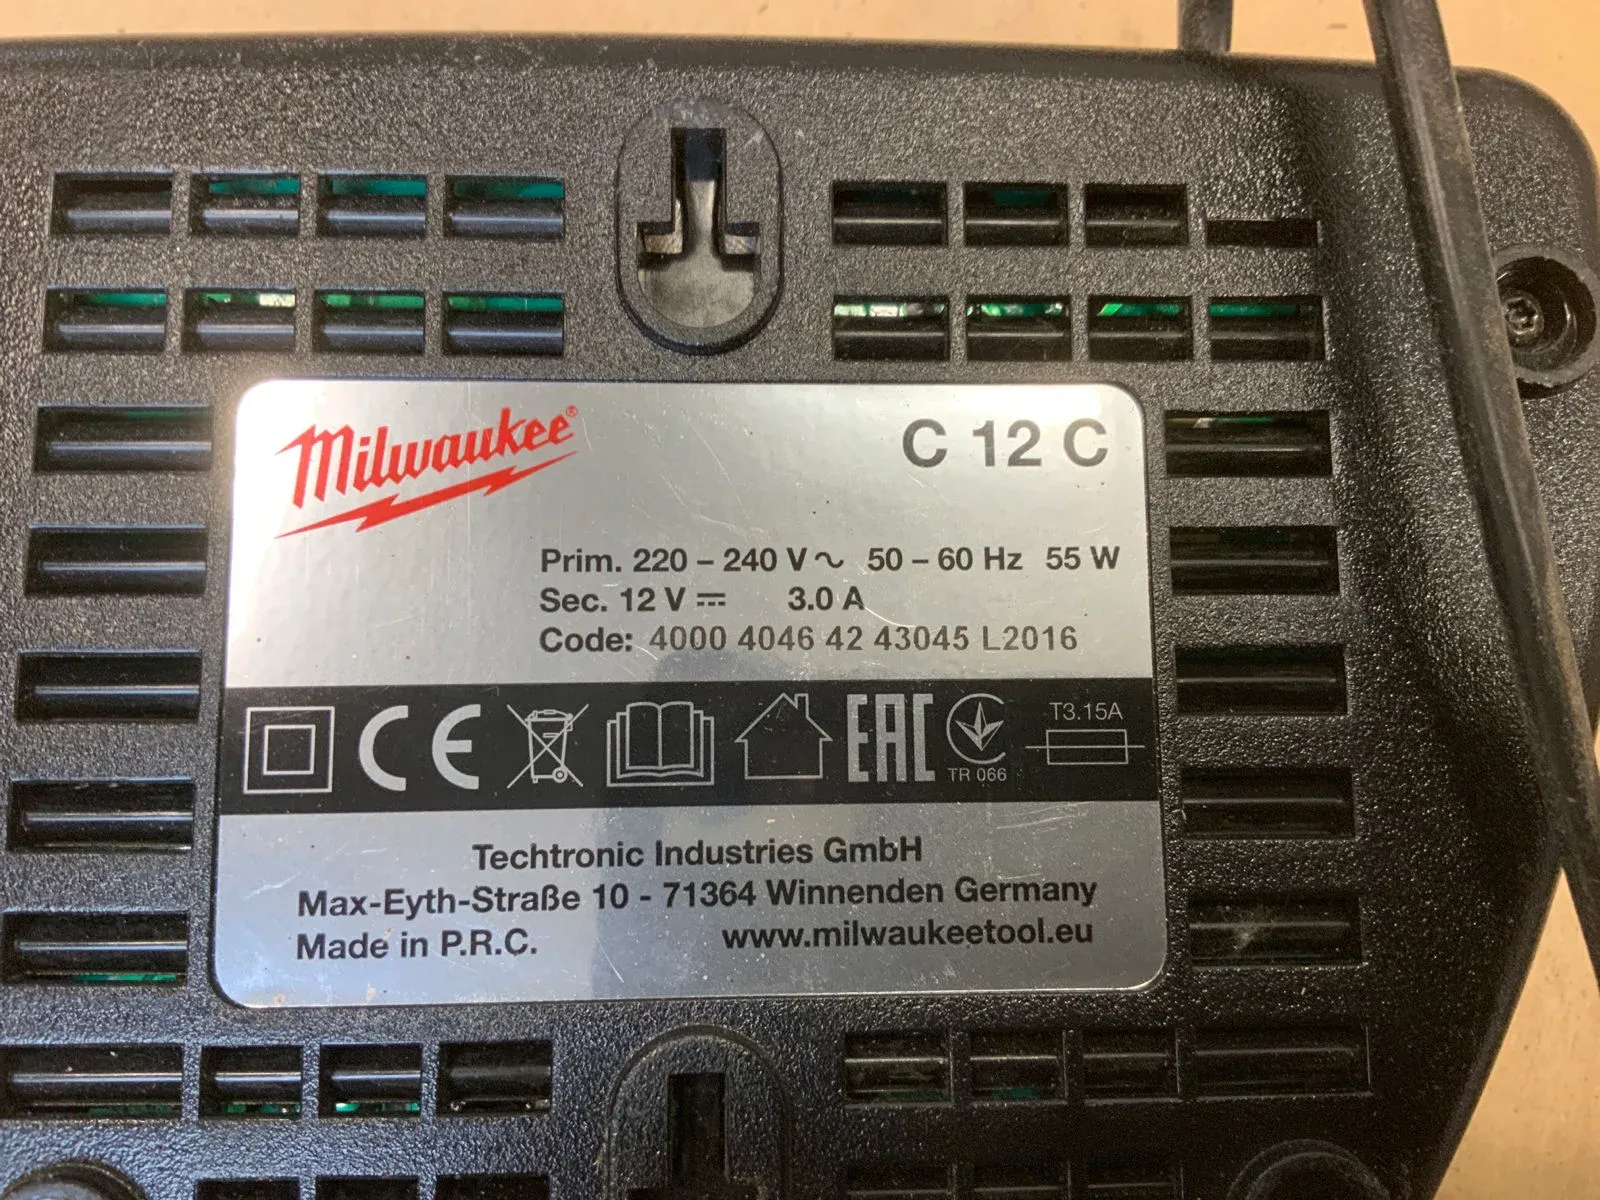 Milwaukee®
C 12 C
Prim. 220 – 240 V ~ 50 – 60 Hz 55 W
Sec. 12 V ⎓ 3.0 A
Code: 4000 4046 42 43045 L2016
CE EAC
TR 066
T3.15A
Techtronic Industries GmbH
Max-Eyth-Straße 10 - 71364 Winnenden Germany
Made in P.R.C. www.milwaukeetool.eu